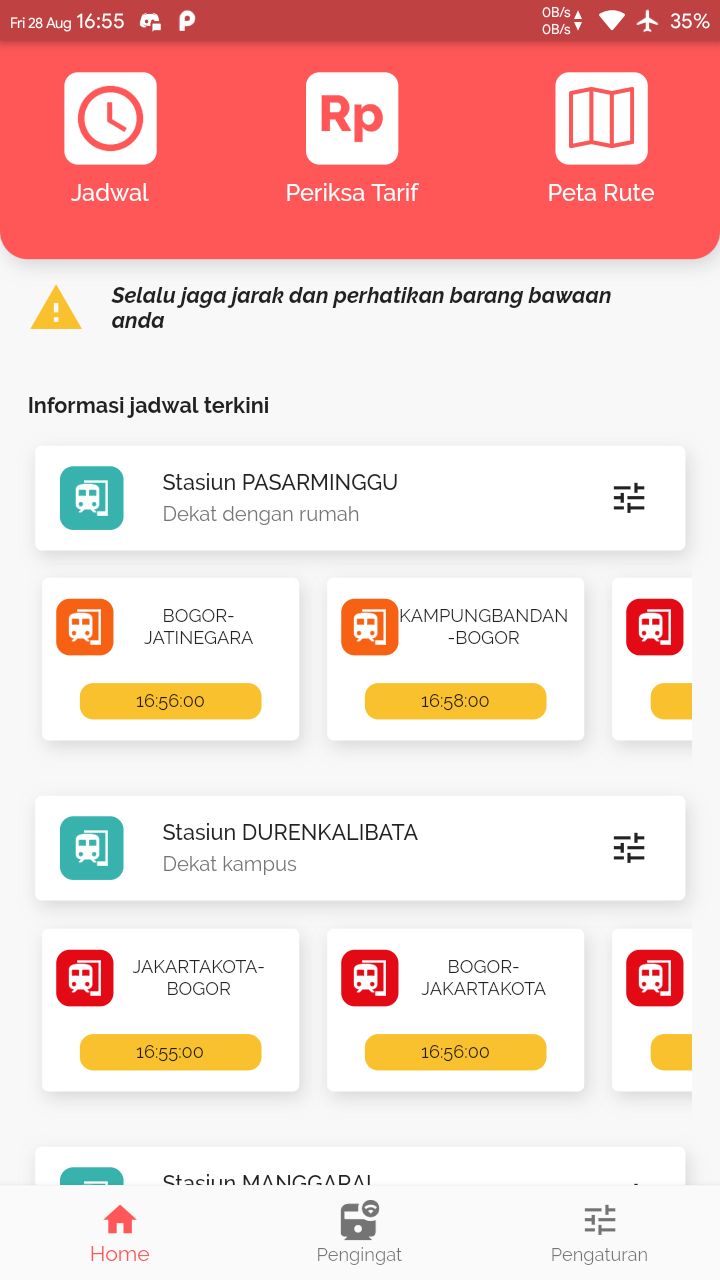 Fri 28 Aug 16:55
0B/s
0B/s
35%
Rp
Jadwal Periksa Tarif Peta Rute
Selalu jaga jarak dan perhatikan barang bawaan
anda
Informasi jadwal terkini
Stasiun PASARMINGGU
Dekat dengan rumah
BOGOR-
JATINEGARA
16:56:00
KAMPUNGBANDAN
-BOGOR
16:58:00
Stasiun DURENKALIBATA
Dekat kampus
JAKARTAKOTA-
BOGOR
16:55:00
BOGOR-
JAKARTAKOTA
16:56:00
Stasiun MANGGARAI
Home Pengingat Pengaturan